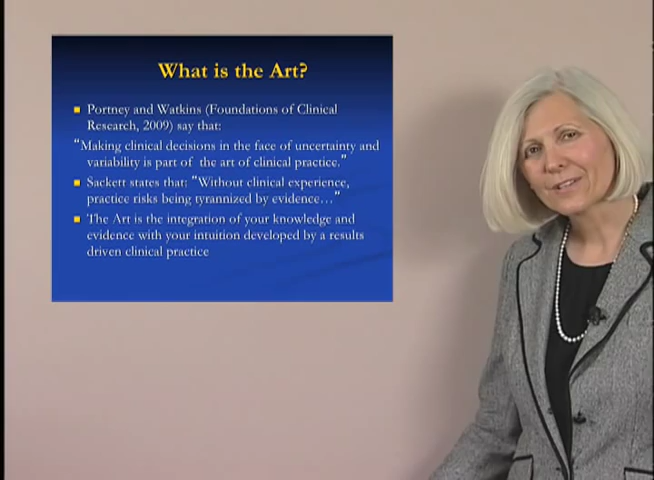 What is the Art?
Portney and Watkins (Foundations of Clinical
Research, 2009) say that:
“Making clinical decisions in the face of uncertainty and
variability is part of the art of clinical practice.”
Sackett states that: “Without clinical experience,
practice risks being tyrannized by evidence…”
The Art is the integration of your knowledge and
evidence with your intuition developed by a results
driven clinical practice